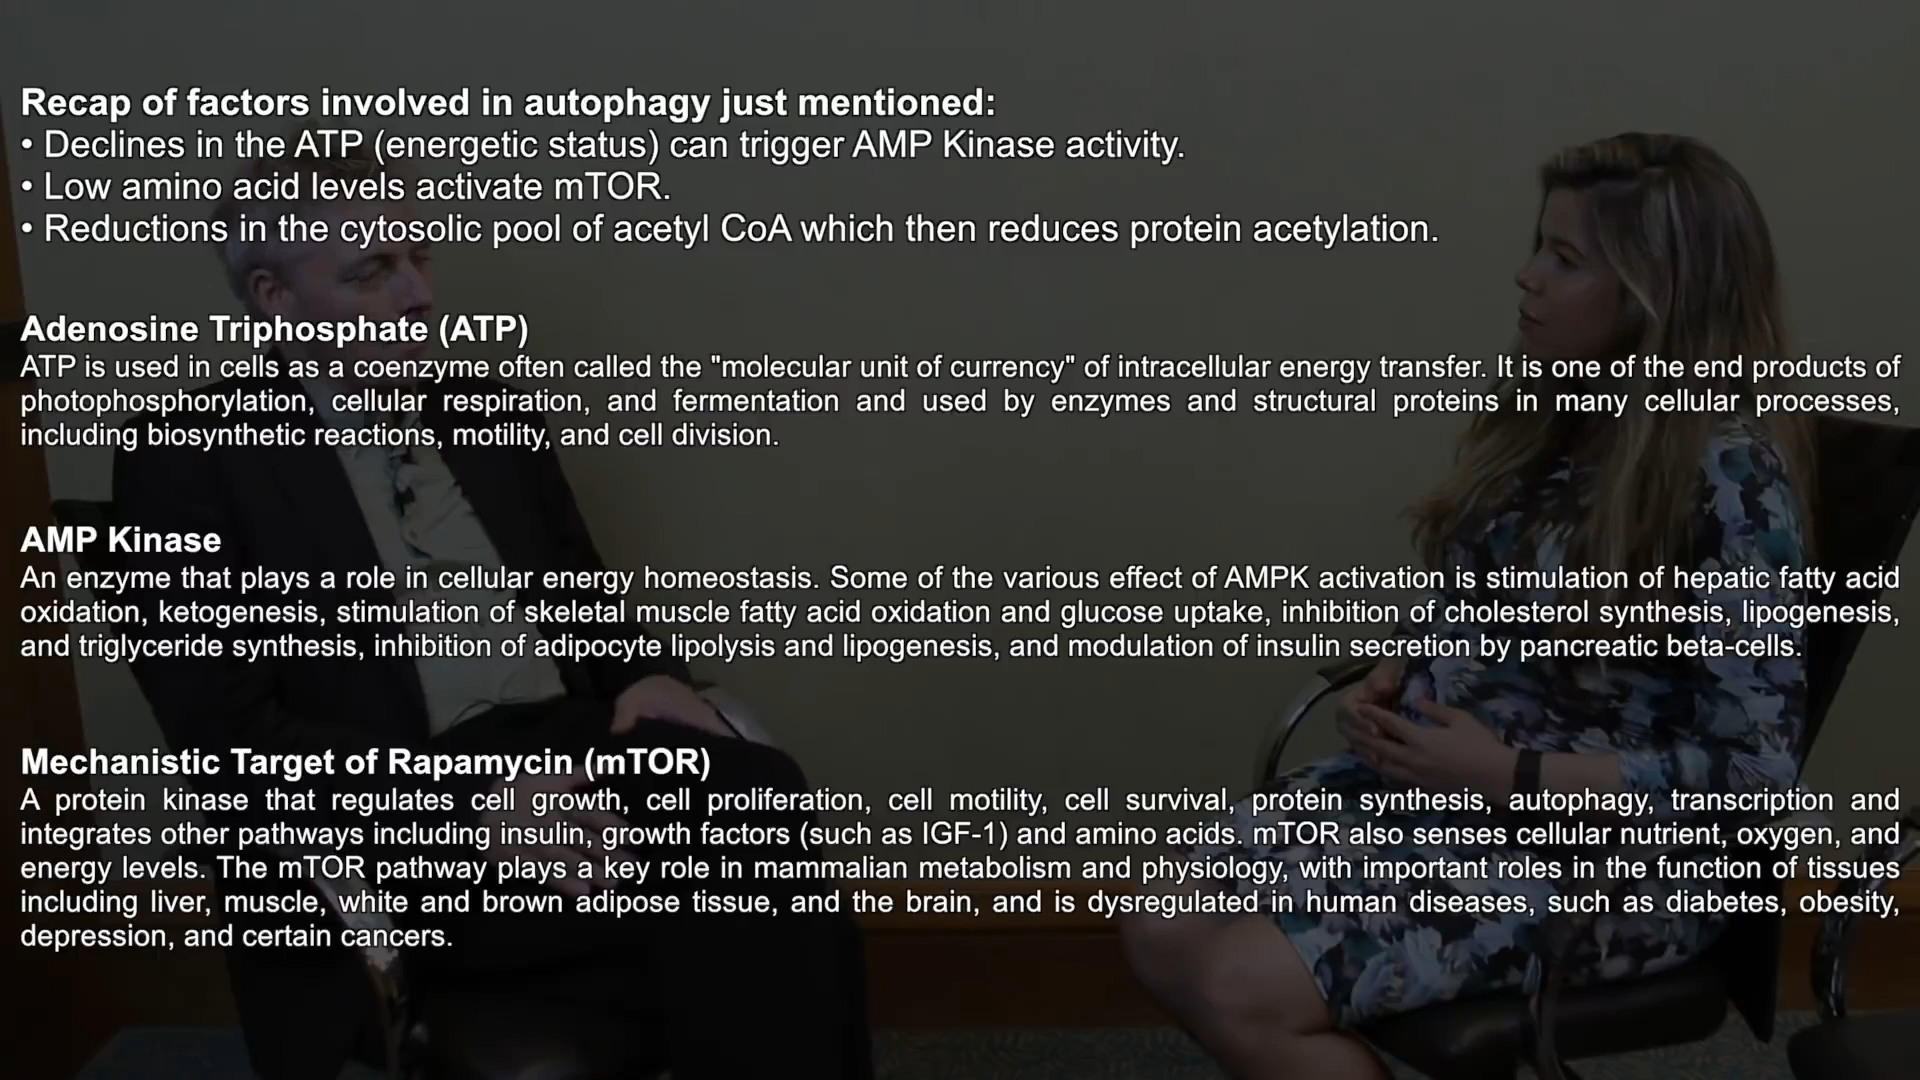 Recap of factors involved in autophagy just mentioned:
• Declines in the ATP (energetic status) can trigger AMP Kinase activity.
• Low amino acid levels activate mTOR.
• Reductions in the cytosolic pool of acetyl CoA which then reduces protein acetylation.
Adenosine Triphosphate (ATP)
ATP is used in cells as a coenzyme often called the "molecular unit of currency" of intracellular energy transfer. It is one of the end products of
photophosphorylation, cellular respiration, and fermentation and used by enzymes and structural proteins in many cellular processes,
including biosynthetic reactions, motility, and cell division.
AMP Kinase
An enzyme that plays a role in cellular energy homeostasis. Some of the various effect of AMPK activation is stimulation of hepatic fatty acid
oxidation, ketogenesis, stimulation of skeletal muscle fatty acid oxidation and glucose uptake, inhibition of cholesterol synthesis, lipogenesis,
and triglyceride synthesis, inhibition of adipocyte lipolysis and lipogenesis, and modulation of insulin secretion by pancreatic beta-cells.
Mechanistic Target of Rapamycin (mTOR)
A protein kinase that regulates cell growth, cell proliferation, cell motility, cell survival, protein synthesis, autophagy, transcription and
integrates other pathways including insulin, growth factors (such as IGF-1) and amino acids. mTOR also senses cellular nutrient, oxygen, and
energy levels. The mTOR pathway plays a key role in mammalian metabolism and physiology, with important roles in the function of tissues
including liver, muscle, white and brown adipose tissue, and the brain, and is dysregulated in human diseases, such as diabetes, obesity,
depression, and certain cancers.